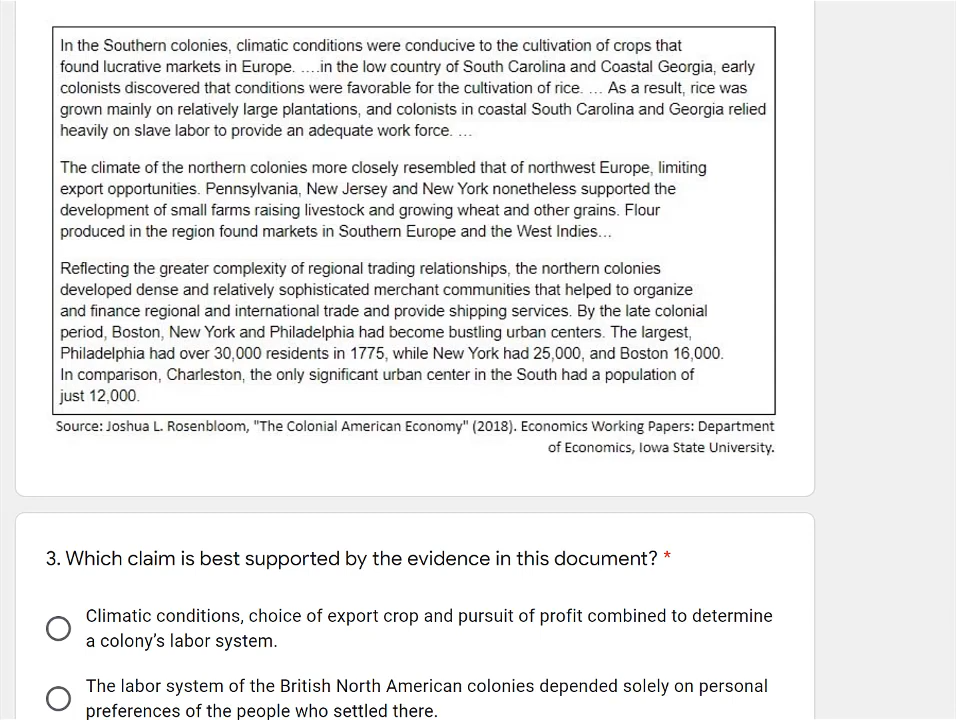 In the Southern colonies, climatic conditions were conducive to the cultivation of crops that
found lucrative markets in Europe. ....in the low country of South Carolina and Coastal Georgia, early
colonists discovered that conditions were favorable for the cultivation of rice. ... As a result, rice was
grown mainly on relatively large plantations, and colonists in coastal South Carolina and Georgia relied
heavily on slave labor to provide an adequate work force. ...
The climate of the northern colonies more closely resembled that of northwest Europe, limiting
export opportunities. Pennsylvania, New Jersey and New York nonetheless supported the
development of small farms raising livestock and growing wheat and other grains. Flour
produced in the region found markets in Southern Europe and the West Indies...
Reflecting the greater complexity of regional trading relationships, the northern colonies
developed dense and relatively sophisticated merchant communities that helped to organize
and finance regional and international trade and provide shipping services. By the late colonial
period, Boston, New York and Philadelphia had become bustling urban centers. The largest,
Philadelphia had over 30,000 residents in 1775, while New York had 25,000, and Boston 16,000.
In comparison, Charleston, the only significant urban center in the South had a population of
just 12,000.
Source: Joshua L. Rosenbloom, "The Colonial American Economy" (2018). Economics Working Papers: Department
of Economics, Iowa State University.
3. Which claim is best supported by the evidence in this document? *
Climatic conditions, choice of export crop and pursuit of profit combined to determine
a colony's labor system.
The labor system of the British North American colonies depended solely on personal
preferences of the people who settled there.